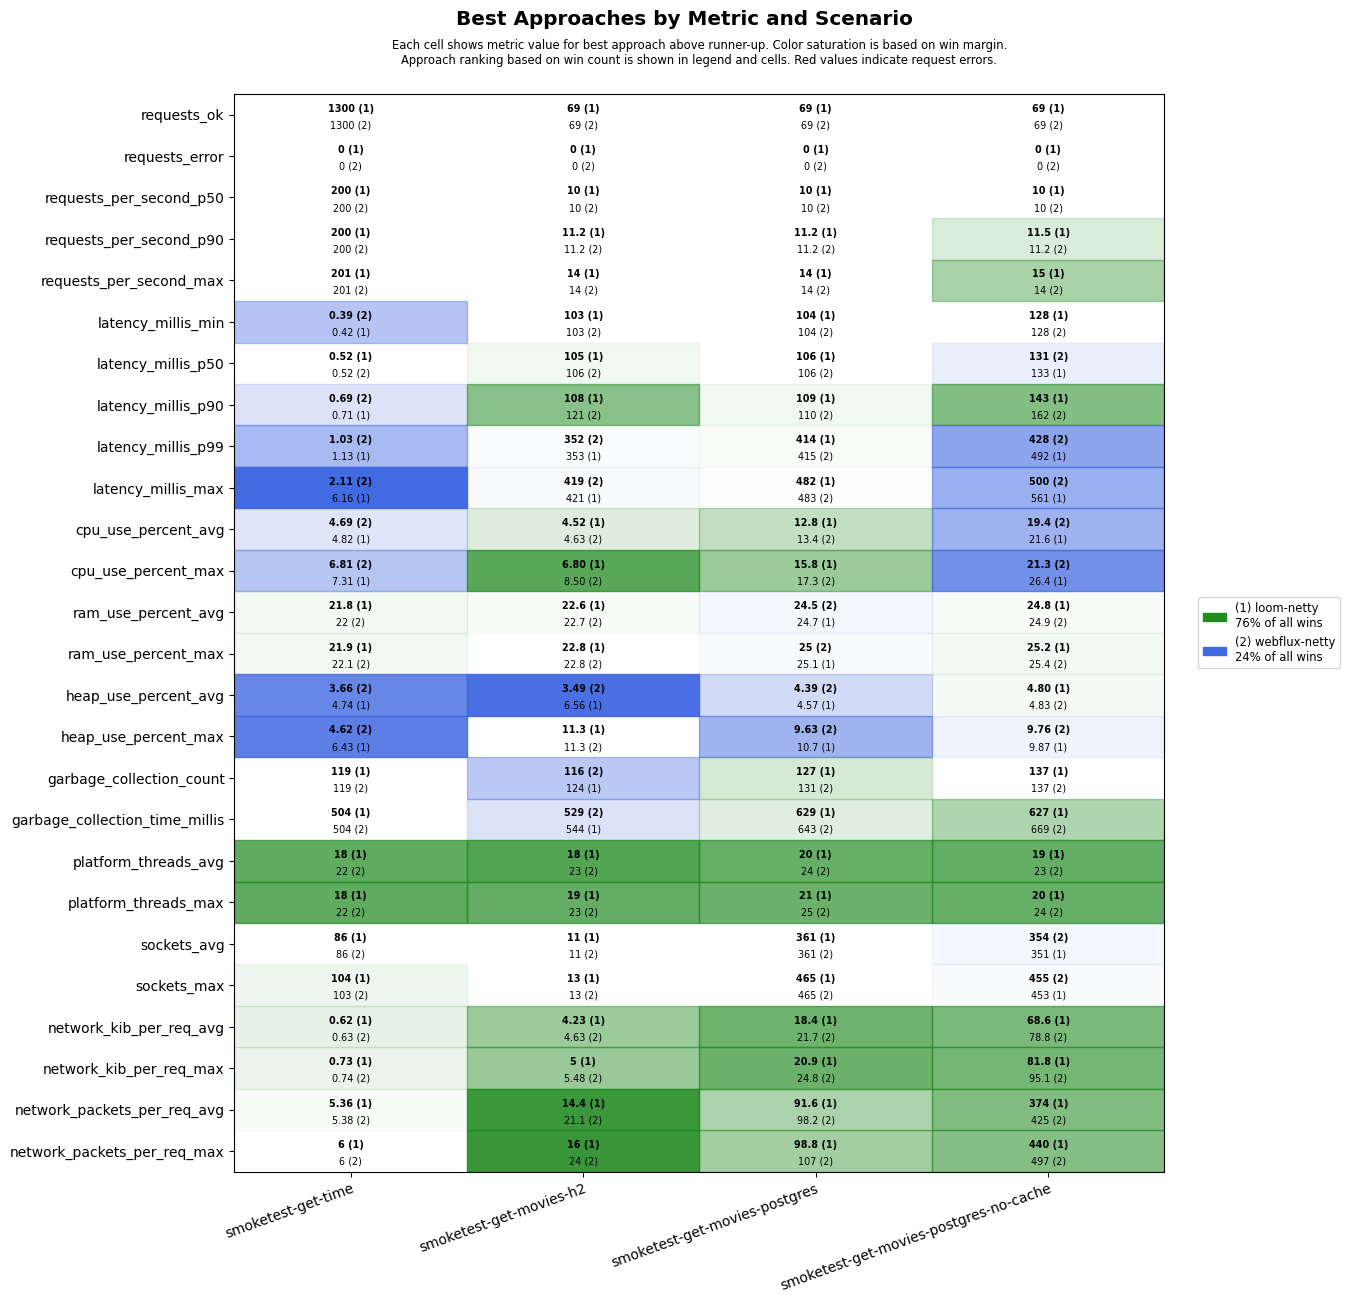 Best Approaches by Metric and Scenario
Each cell shows metric value for best approach above runner-up. Color saturation is based on win margin.
Approach ranking based on win count is shown in legend and cells. Red values indicate request errors.
requests_ok
1300 (1) 69 (1) 69 (1) 69 (1)
1300 (2) 69 (2) 69 (2) 69 (2)
requests_error
0 (1) 0 (1) 0 (1) 0 (1)
0 (2) 0 (2) 0 (2) 0 (2)
requests_per_second_p50
200 (1) 10 (1) 10 (1) 10 (1)
200 (2) 10 (2) 10 (2) 10 (2)
requests_per_second_p90
200 (1) 11.2 (1) 11.2 (1) 11.5 (1)
200 (2) 11.2 (2) 11.2 (2) 11.2 (2)
requests_per_second_max
201 (1) 14 (1) 14 (1) 15 (1)
201 (2) 14 (2) 14 (2) 14 (2)
latency_millis_min
0.39 (2) 103 (1) 104 (1) 128 (1)
0.42 (1) 103 (2) 104 (2) 128 (2)
latency_millis_p50
0.52 (1) 105 (1) 106 (1) 131 (2)
0.52 (2) 106 (2) 106 (2) 133 (1)
latency_millis_p90
0.69 (2) 108 (1) 109 (1) 143 (1)
0.71 (1) 121 (2) 110 (2) 162 (2)
latency_millis_p99
1.03 (2) 352 (2) 414 (1) 428 (2)
1.13 (1) 353 (1) 415 (2) 492 (1)
latency_millis_max
2.11 (2) 419 (2) 482 (1) 500 (2)
6.16 (1) 421 (1) 483 (2) 561 (1)
cpu_use_percent_avg
4.69 (2) 4.52 (1) 12.8 (1) 19.4 (2)
4.82 (1) 4.63 (2) 13.4 (2) 21.6 (1)
cpu_use_percent_max
6.81 (2) 6.80 (1) 15.8 (1) 21.3 (2)
7.31 (1) 8.50 (2) 17.3 (2) 26.4 (1)
ram_use_percent_avg
21.8 (1) 22.6 (1) 24.5 (2) 24.8 (1)
22 (2) 22.7 (2) 24.7 (1) 24.9 (2)
ram_use_percent_max
21.9 (1) 22.8 (1) 25 (2) 25.2 (1)
22.1 (2) 22.8 (2) 25.1 (1) 25.4 (2)
heap_use_percent_avg
3.66 (2) 3.49 (2) 4.39 (2) 4.80 (1)
4.74 (1) 6.56 (1) 4.57 (1) 4.83 (2)
heap_use_percent_max
4.62 (2) 11.3 (1) 9.63 (2) 9.76 (2)
6.43 (1) 11.3 (2) 10.7 (1) 9.87 (1)
garbage_collection_count
119 (1) 116 (2) 127 (1) 137 (1)
119 (2) 124 (1) 131 (2) 137 (2)
garbage_collection_time_millis
504 (1) 529 (2) 629 (1) 627 (1)
504 (2) 544 (1) 643 (2) 669 (2)
platform_threads_avg
18 (1) 18 (1) 20 (1) 19 (1)
22 (2) 23 (2) 24 (2) 23 (2)
platform_threads_max
18 (1) 19 (1) 21 (1) 20 (1)
22 (2) 23 (2) 25 (2) 24 (2)
sockets_avg
86 (1) 11 (1) 361 (1) 354 (2)
86 (2) 11 (2) 361 (2) 351 (1)
sockets_max
104 (1) 13 (1) 465 (1) 455 (2)
103 (2) 13 (2) 465 (2) 453 (1)
network_kib_per_req_avg
0.62 (1) 4.23 (1) 18.4 (1) 68.6 (1)
0.63 (2) 4.63 (2) 21.7 (2) 78.8 (2)
network_kib_per_req_max
0.73 (1) 5 (1) 20.9 (1) 81.8 (1)
0.74 (2) 5.48 (2) 24.8 (2) 95.1 (2)
network_packets_per_req_avg
5.36 (1) 14.4 (1) 91.6 (1) 374 (1)
5.38 (2) 21.1 (2) 98.2 (2) 425 (2)
network_packets_per_req_max
6 (1) 16 (1) 98.8 (1) 440 (1)
6 (2) 24 (2) 107 (2) 497 (2)
smoketest-get-time
smoketest-get-movies-h2
smoketest-get-movies-postgres
smoketest-get-movies-postgres-no-cache
(1) loom-netty
76% of all wins
(2) webflux-netty
24% of all wins